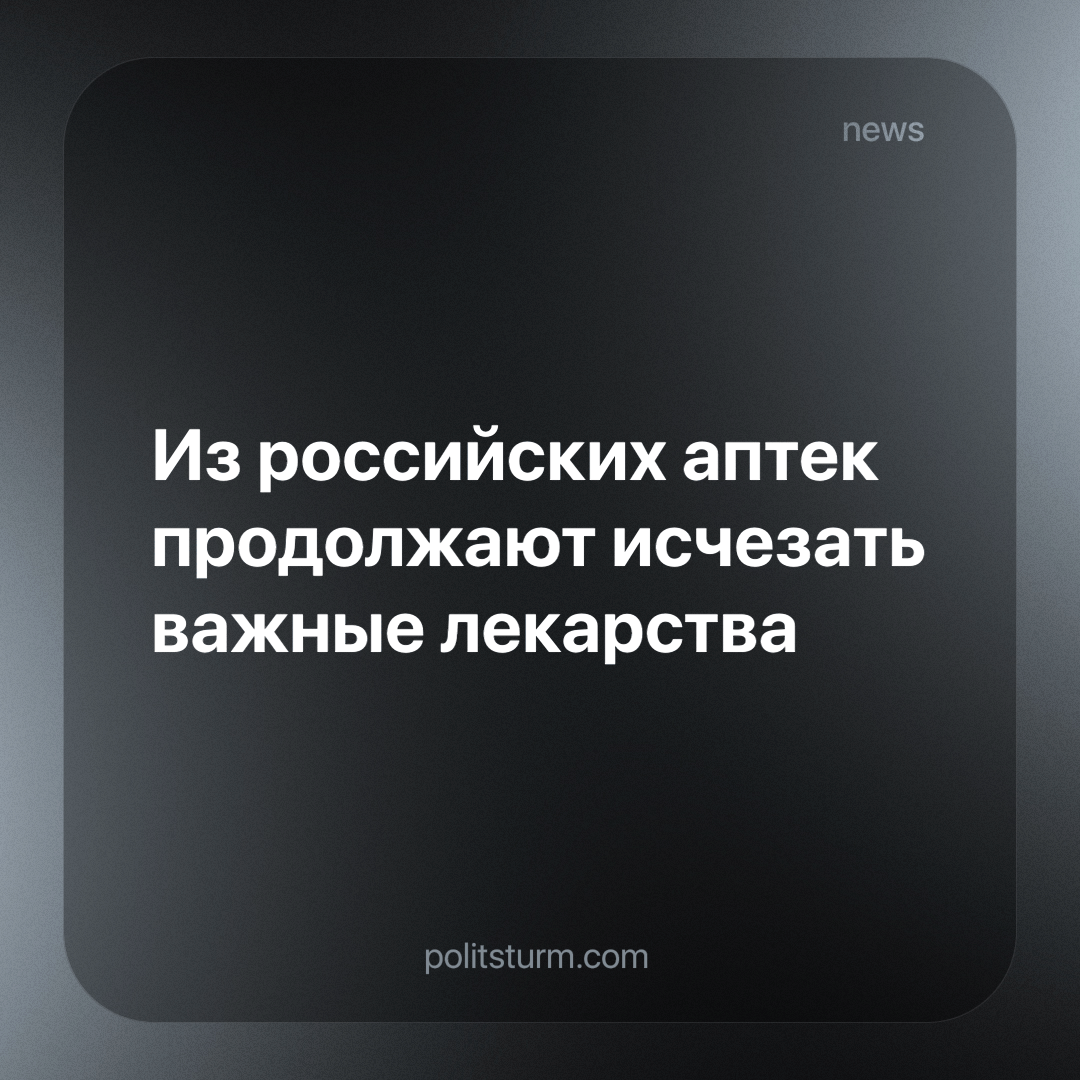 news
Из российских аптек
продолжают исчезать
важные лекарства
politsturm.com